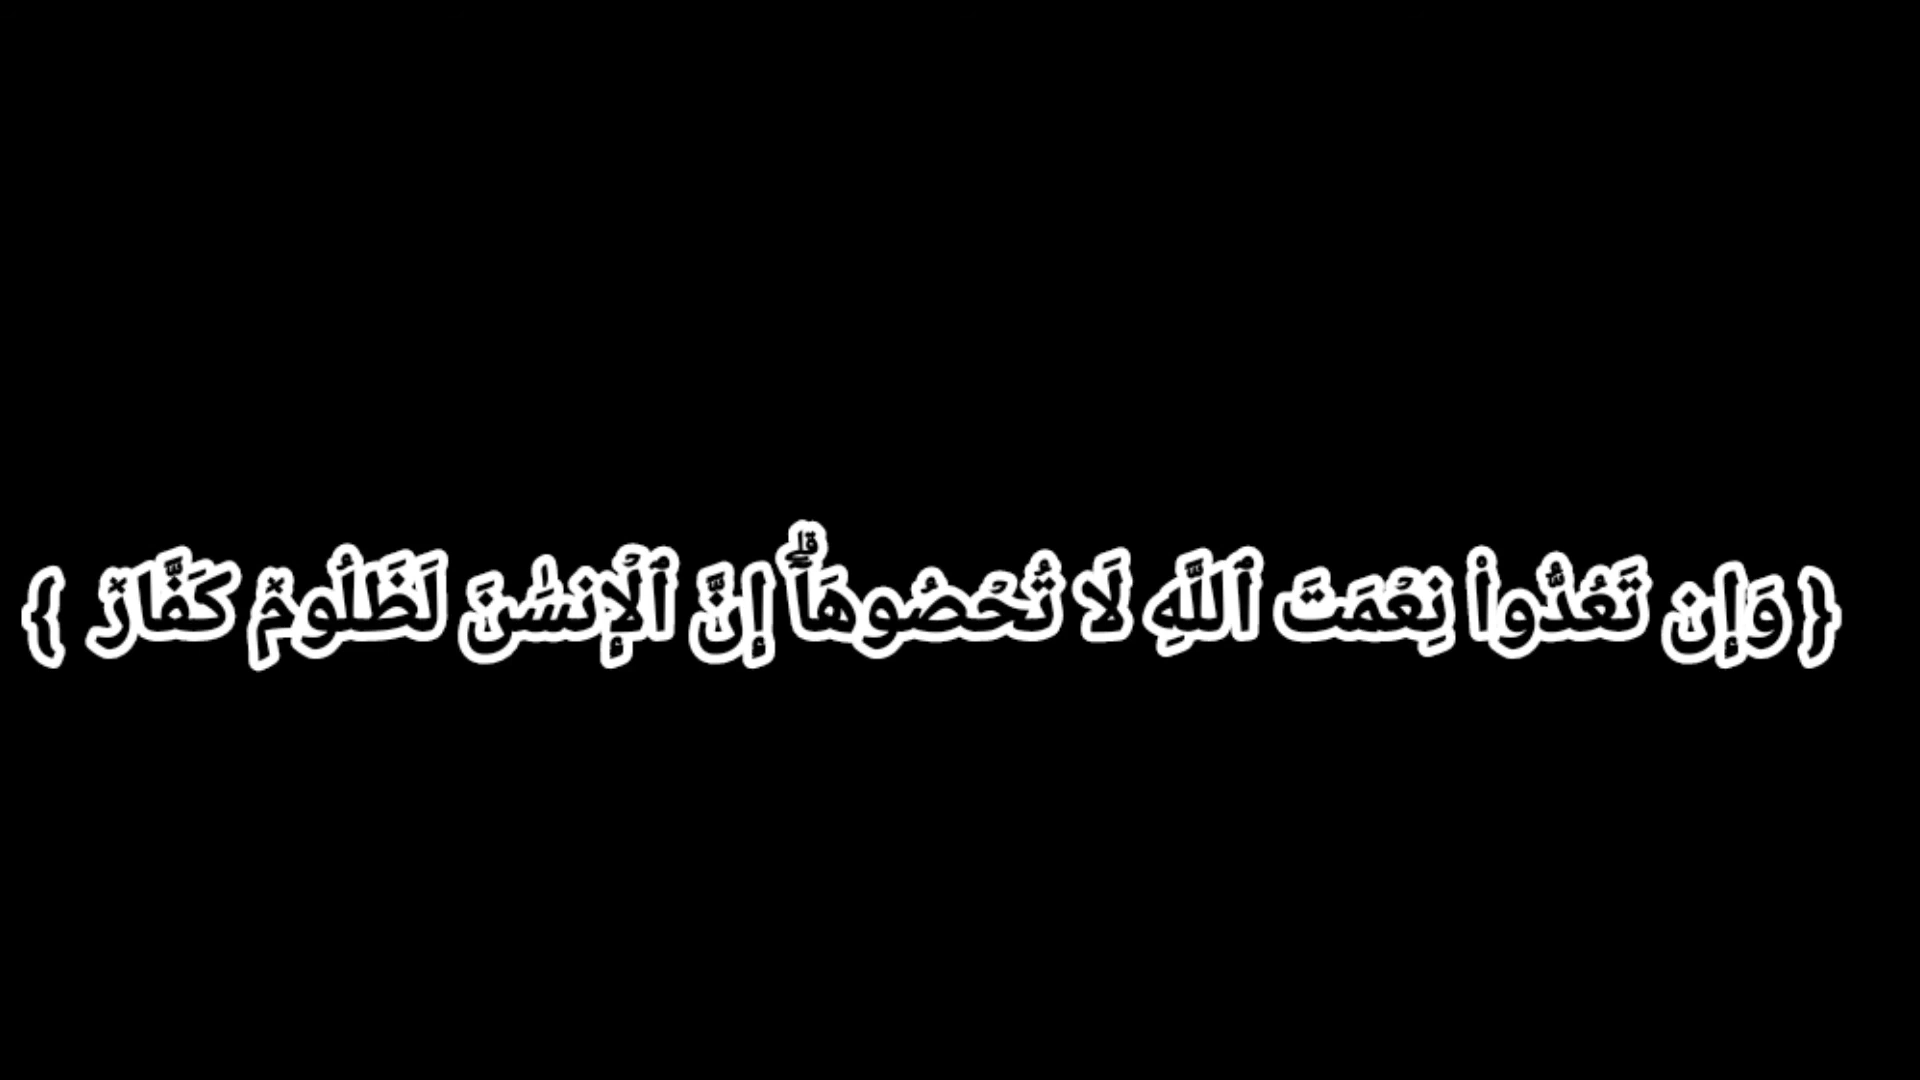 { وَإِن تَعُدُّوا۟ نِعْمَتَ ٱللَّهِ لَا تُحْصُوهَآ ۗ إِنَّ ٱلْإِنسَٰنَ لَظَلُومٌ كَفَّارٌ }